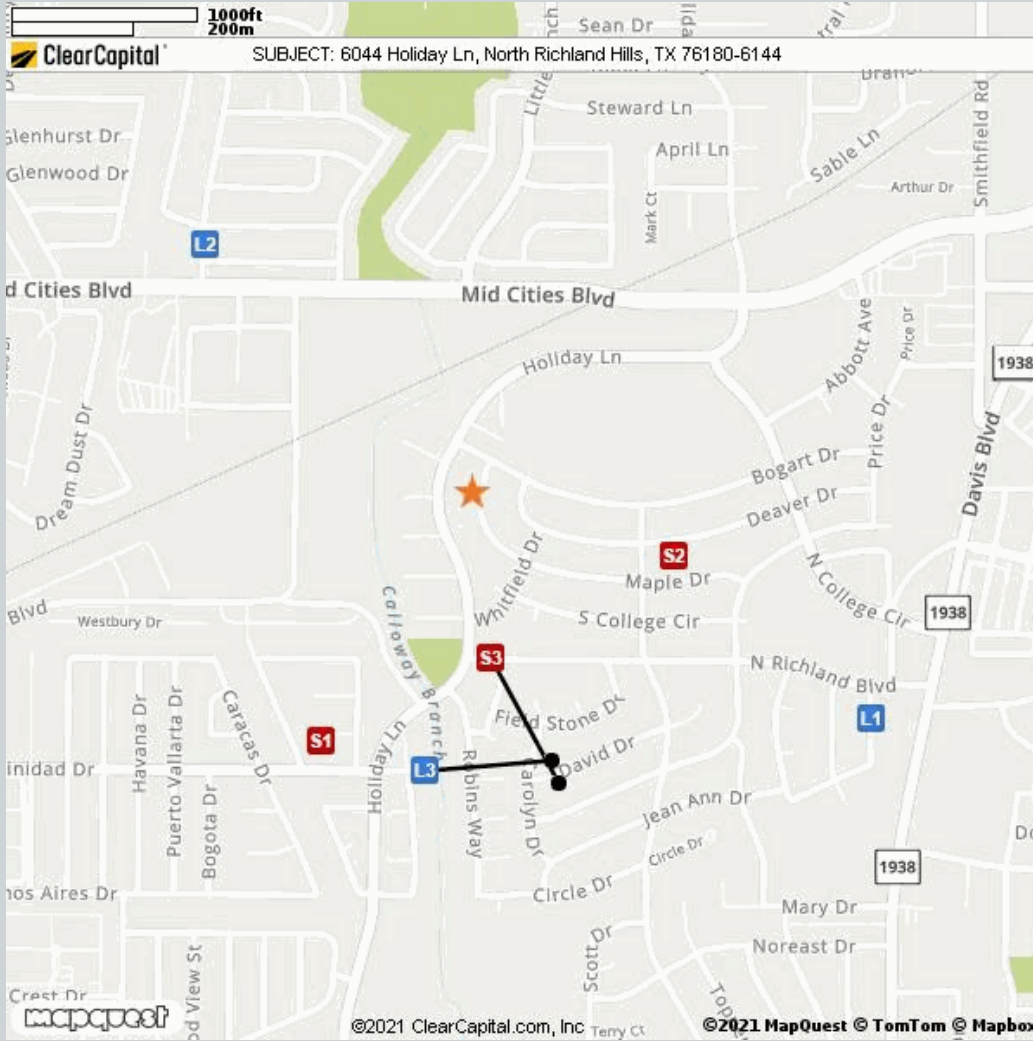 1000ft
200m
Sean Dr
ClearCapital
SUBJECT: 6044 Holiday Ln, North Richland Hills, TX 76180-6144
Little
Steward Ln
Smithfield Rd
Glenhurst Dr
April Ln
Sable Ln
Glenwood Dr
Arthur Dr
Mark Ct
L2
d Cities Blvd
Mid Cities Blvd
Abbott Ave
Price Dr
Holiday Ln
1938
Price Dr
Dream Dust Dr
Davis Blvd
Bogart Dr
Deaver Dr
Whitfield Dr
S2
Maple Dr
N College Cir
Blvd
Westbury Dr
Calloway Branch
S College Cir
1938
S3
N Richland Blvd
Havana Dr
Puerto Vallarta Dr
Caracas Dr
Field Stone Dr
L1
S1
Holiday Ln
David Dr
inidad Dr
L3
Robins Way
Carolyn Dr
Bogota Dr
Jean Ann Dr
Circle Dr
1938
nos Aires Dr
Circle Dr
Mary Dr
Scott Dr
Noreast Dr
od View St
Crest Dr
mapquest
©2021 ClearCapital.com, Inc
Terry Ct
©2021 MapQuest © TomTom © Mapbox